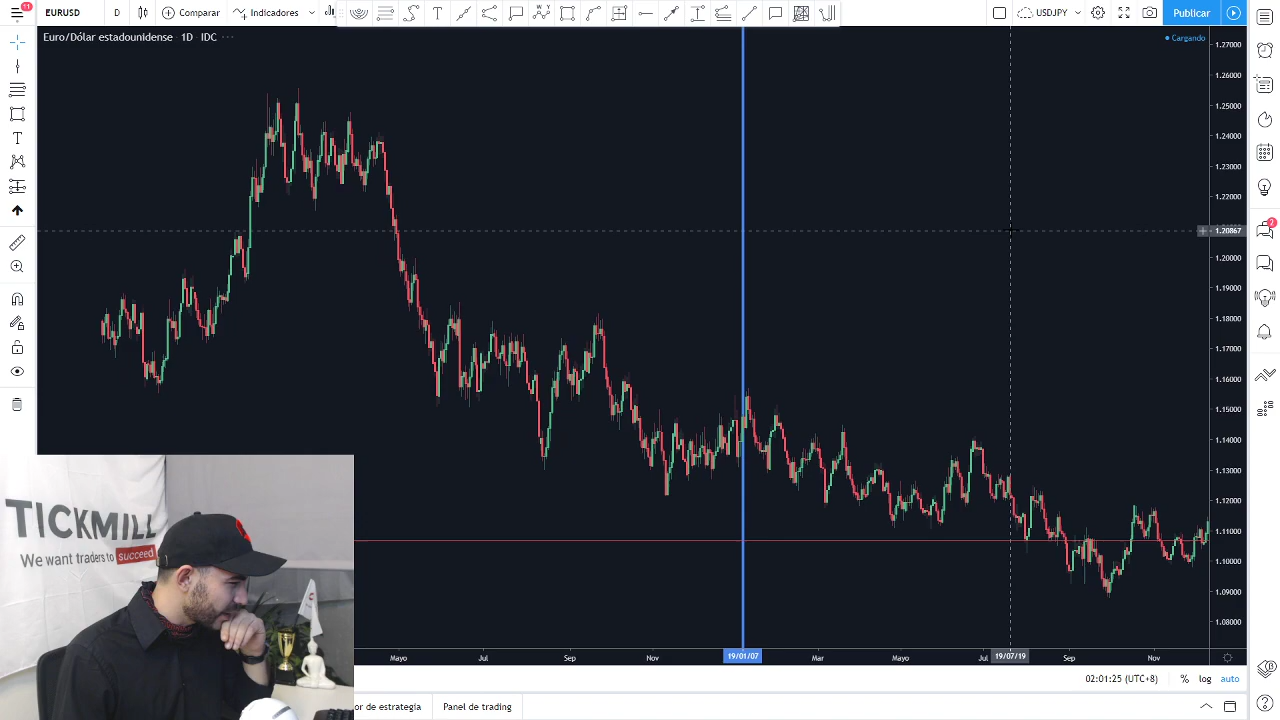 11
EURUSD
D
Comparar
Indicadores
USDJPY
Publicar
Euro/Dólar estadounidense · 1D · IDC
Cargando
1.27000
1.26000
1.25000
1.24000
1.23000
1.22000
1.20867
1.20000
1.19000
1.18000
1.17000
1.16000
1.15000
1.14000
1.13000
1.12000
1.11000
1.10000
1.09000
1.08000
2
TICKMILL
We want traders to succeed
Mayo
Jul
Sep
Nov
19/01/07
Mar
Mayo
Jul
19/07/19
Sep
Nov
02:01:25 (UTC+8)
%
log
auto
or de estrategia
Panel de trading